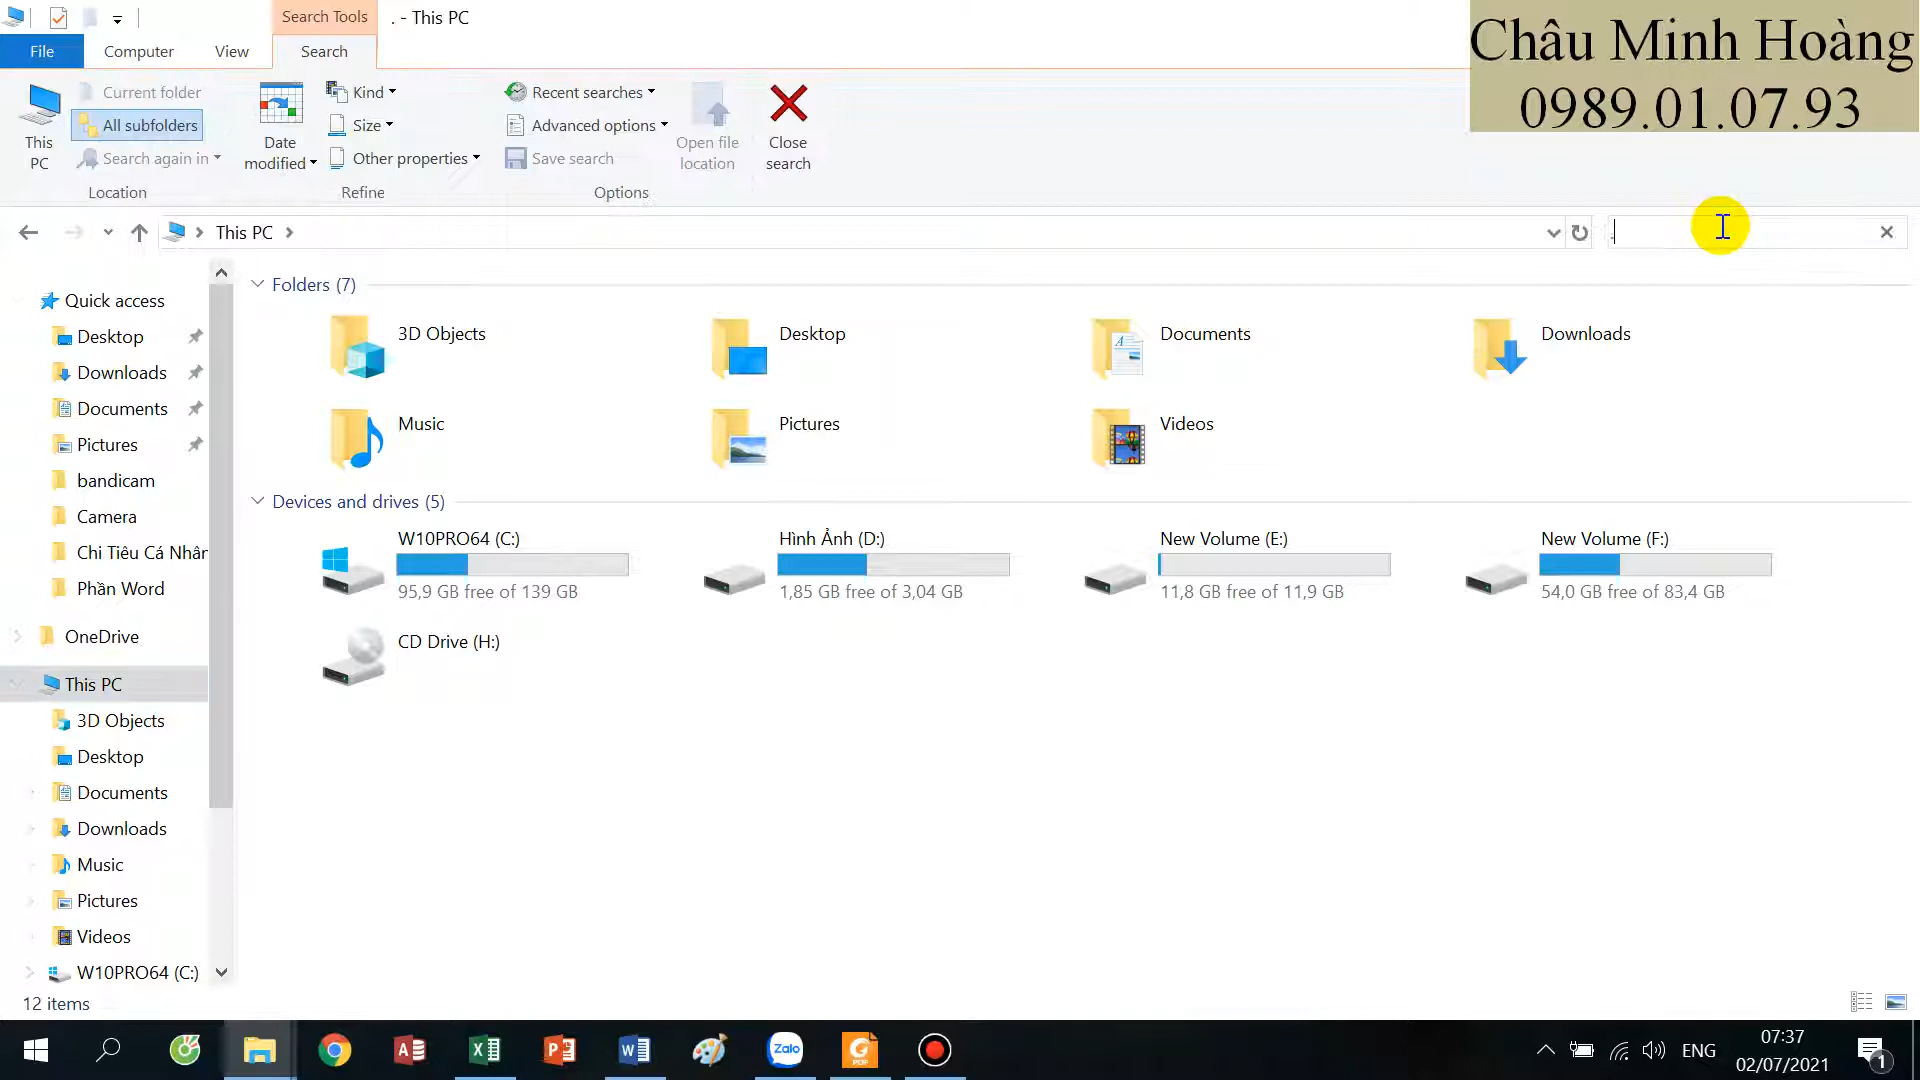 Search Tools
. - This PC
Châu Minh Hoàng
0989.01.07.93
File
Computer
View
Search
Current folder
All subfolders
Search again in
This PC
Location
Date modified
Kind
Size
Other properties
Refine
Recent searches
Advanced options
Save search
Options
Open file location
Close search
This PC
Quick access
Desktop
Downloads
Documents
Pictures
bandicam
Camera
Chi Tiêu Cá Nhân
Phần Word
OneDrive
This PC
3D Objects
Desktop
Documents
Downloads
Music
Pictures
Videos
W10PRO64 (C:)
Folders (7)
3D Objects
Desktop
Documents
Downloads
Music
Pictures
Videos
Devices and drives (5)
W10PRO64 (C:)
95,9 GB free of 139 GB
Hình Ảnh (D:)
1,85 GB free of 3,04 GB
New Volume (E:)
11,8 GB free of 11,9 GB
New Volume (F:)
54,0 GB free of 83,4 GB
CD Drive (H:)
12 items
Zalo
PDF
ENG
07:37
02/07/2021
1